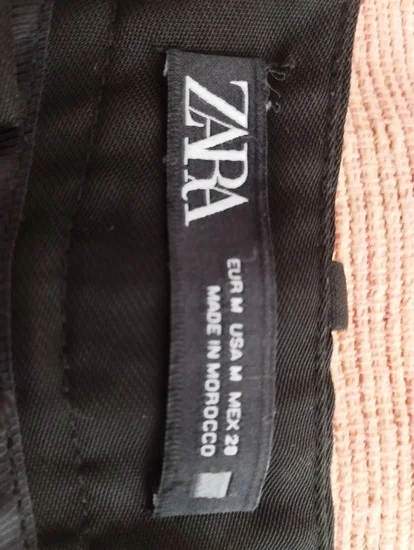 ZARA
EUR M USA M MEX 28
MADE IN MOROCCO